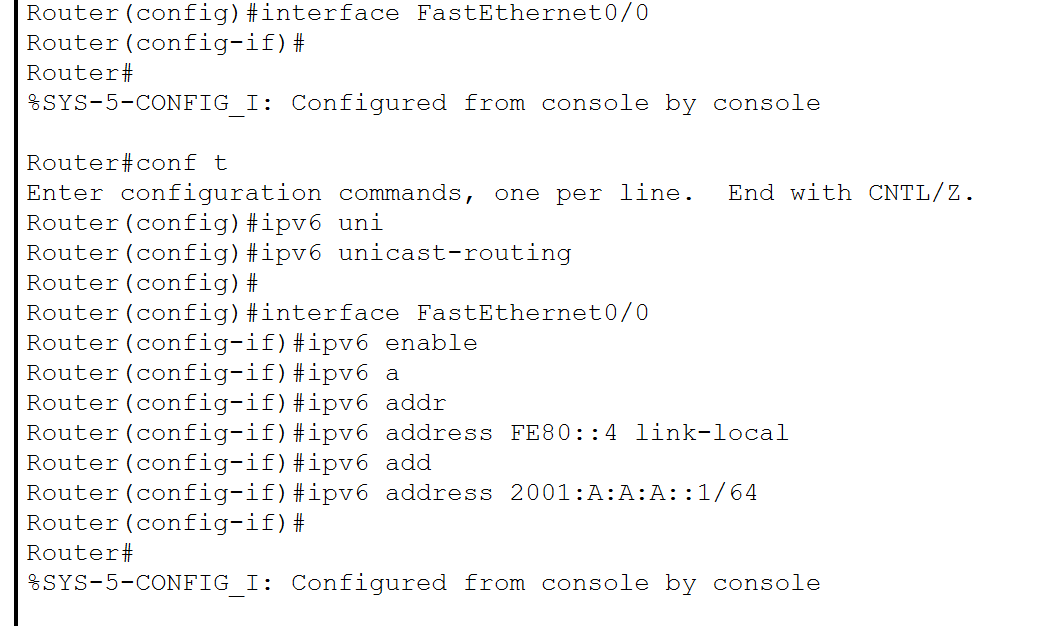 Router(config)#interface FastEthernet0/0
Router(config-if)#
Router#
%SYS-5-CONFIG_I: Configured from console by console
Router#conf t
Enter configuration commands, one per line.  End with CNTL/Z.
Router(config)#ipv6 uni
Router(config)#ipv6 unicast-routing
Router(config)#
Router(config)#interface FastEthernet0/0
Router(config-if)#ipv6 enable
Router(config-if)#ipv6 a
Router(config-if)#ipv6 addr
Router(config-if)#ipv6 address FE80::4 link-local
Router(config-if)#ipv6 add
Router(config-if)#ipv6 address 2001:A:A:A::1/64
Router(config-if)#
Router#
%SYS-5-CONFIG_I: Configured from console by console